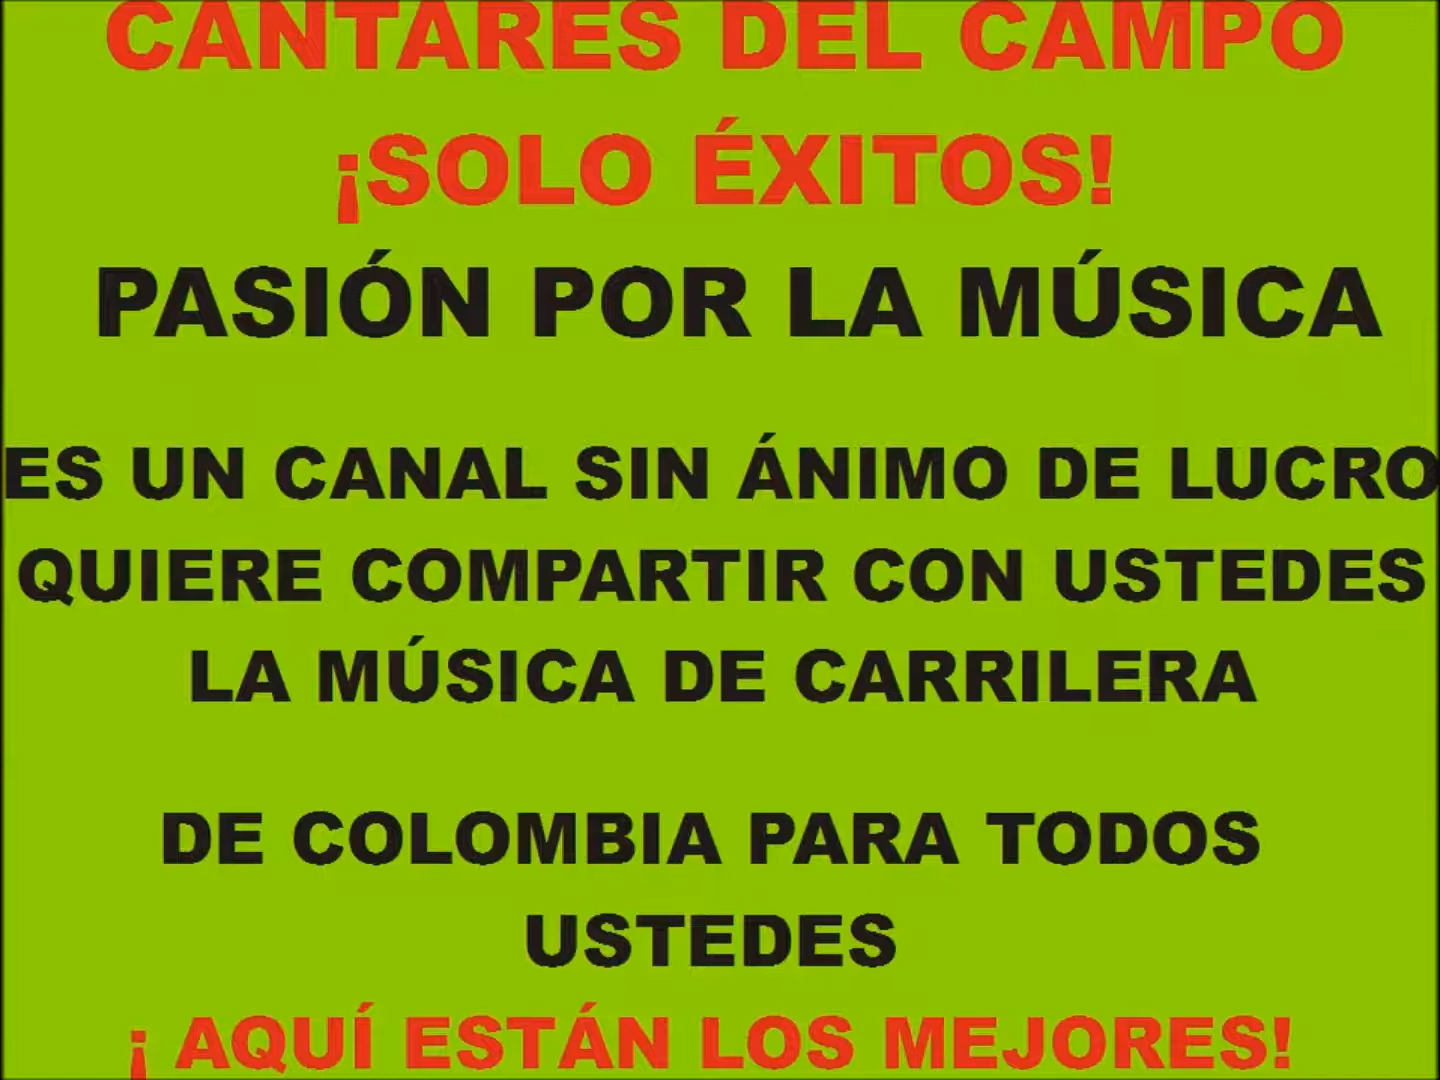 CANTARES DEL CAMPO
¡SOLO ÉXITOS!
PASIÓN POR LA MÚSICA
ES UN CANAL SIN ÁNIMO DE LUCRO
QUIERE COMPARTIR CON USTEDES
LA MÚSICA DE CARRILERA
DE COLOMBIA PARA TODOS
USTEDES
¡ AQUÍ ESTÁN LOS MEJORES!